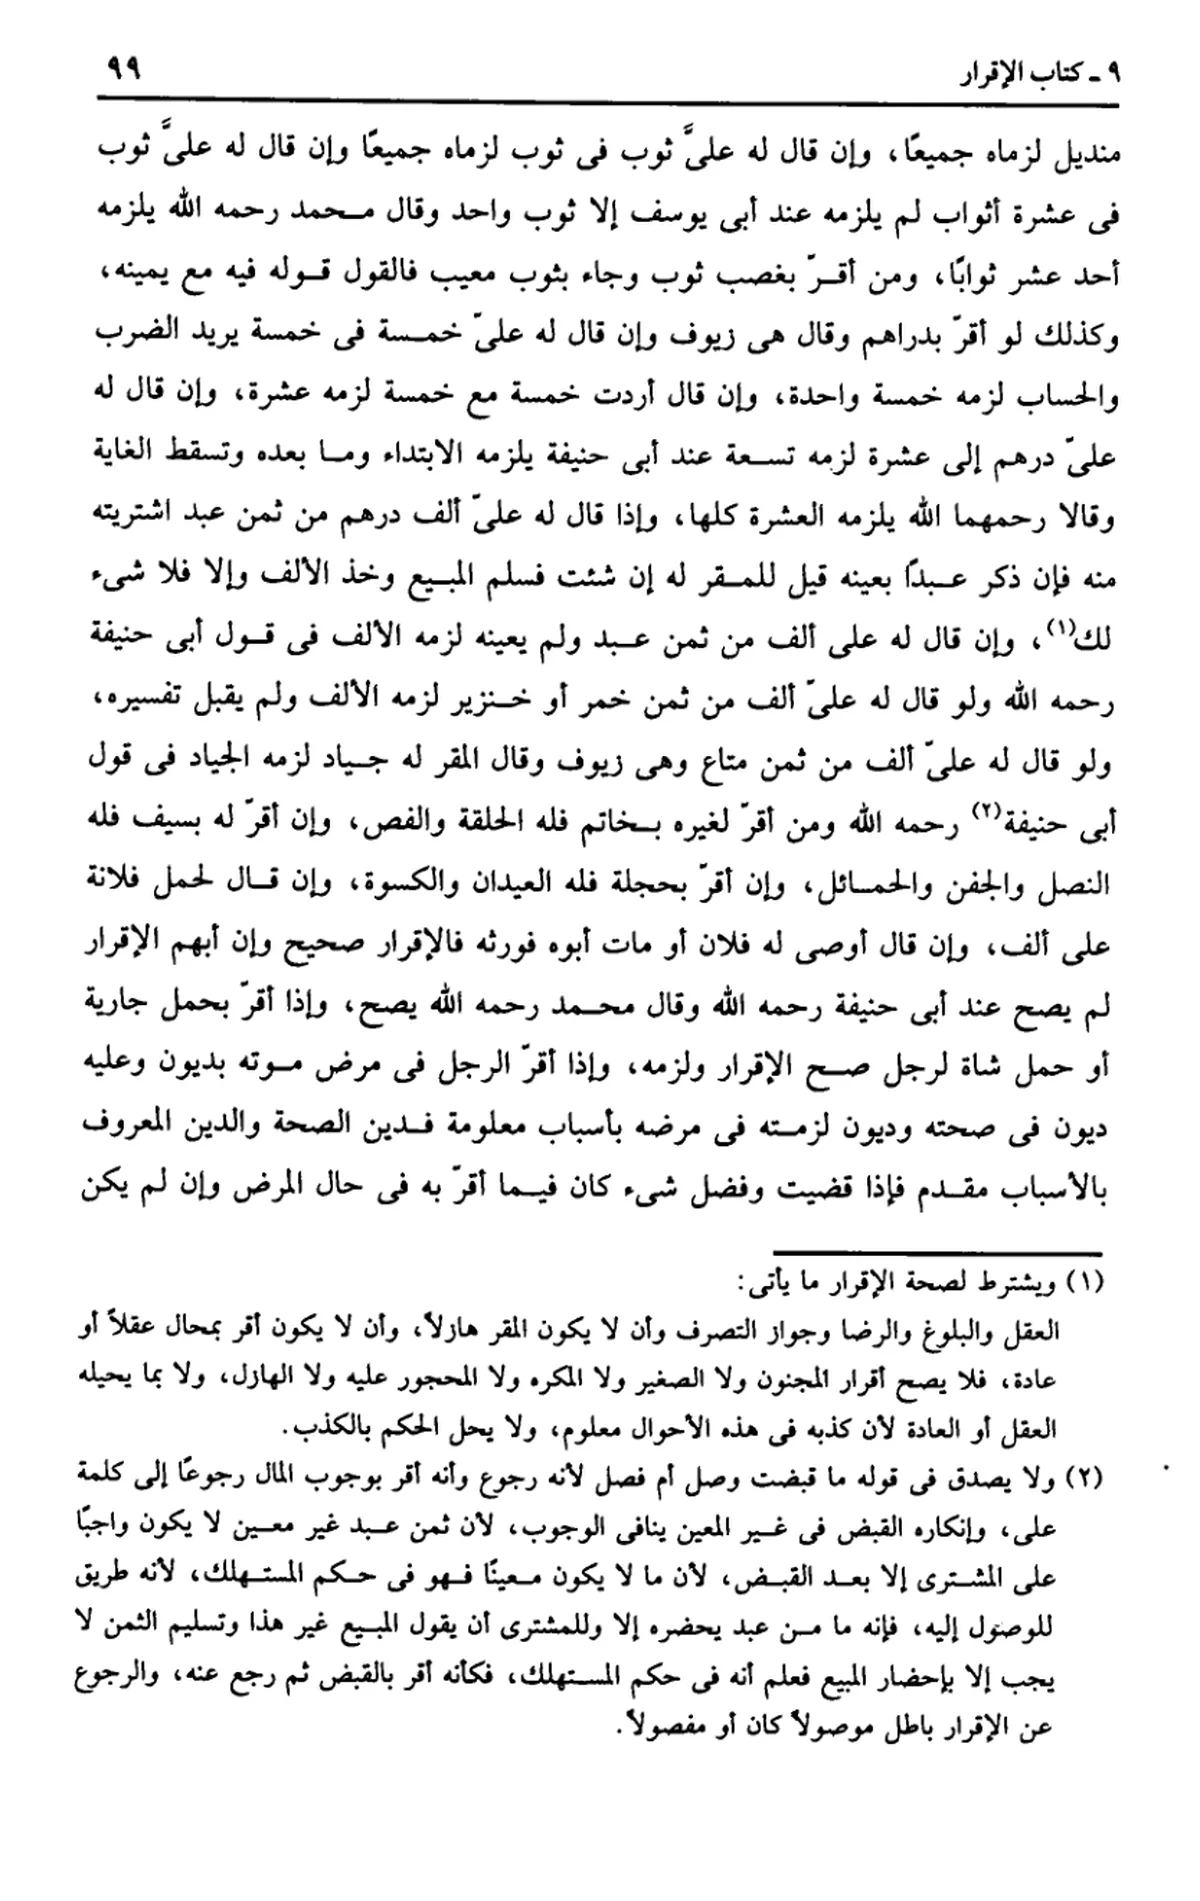 ٩ - كتاب الإقرار ٩٩
منديل لزماه جميعًا، وإن قال له علىَّ ثوب فى ثوب لزماه جميعًا وإن قال له علىَّ ثوب
فى عشرة أثواب لم يلزمه عند أبى يوسف إلا ثوب واحد وقال محمد رحمه الله يلزمه
أحد عشر ثوابًا، ومن أقرّ بغصب ثوب وجاء بثوب معيب فالقول قوله فيه مع يمينه،
وكذلك لو أقرّ بدراهم وقال هى زيوف وإن قال له علىّ خمسة فى خمسة يريد الضرب
والحساب لزمه خمسة واحدة، وإن قال أردت خمسة مع خمسة لزمه عشرة، وإن قال له
علىّ درهم إلى عشرة لزمه تسعة عند أبى حنيفة يلزمه الابتداء وما بعده وتسقط الغاية
وقالا رحمهما الله يلزمه العشرة كلها، وإذا قال له علىّ ألف درهم من ثمن عبد اشتريته
منه فإن ذكر عبدًا بعينه قيل للمقر له إن شئت فسلم المبيع وخذ الألف وإلا فلا شىء
لك(١)، وإن قال له على ألف من ثمن عبد ولم يعينه لزمه الألف فى قول أبى حنيفة
رحمه الله ولو قال له علىّ ألف من ثمن خمر أو خنزير لزمه الألف ولم يقبل تفسيره،
ولو قال له علىّ ألف من ثمن متاع وهى زيوف وقال المقر له جياد لزمه الجياد فى قول
أبى حنيفة(٢) رحمه الله ومن أقرّ لغيره بخاتم فله الحلقة والفص، وإن أقرّ له بسيف فله
النصل والجفن والحمائل، وإن أقرّ بحجلة فله العيدان والكسوة، وإن قال لحمل فلانة
على ألف، وإن قال أوصى له فلان أو مات أبوه فورثه فالإقرار صحيح وإن أبهم الإقرار
لم يصح عند أبى حنيفة رحمه الله وقال محمد رحمه الله يصح، وإذا أقرّ بحمل جارية
أو حمل شاة لرجل صح الإقرار ولزمه، وإذا أقرّ الرجل فى مرض موته بديون وعليه
ديون فى صحته وديون لزمته فى مرضه بأسباب معلومة فدين الصحة والدين المعروف
بالأسباب مقدم فإذا قضيت وفضل شىء كان فيما أقرّ به فى حال المرض وإن لم يكن
(١) ويشترط لصحة الإقرار ما يأتى:
العقل والبلوغ والرضا وجواز التصرف وأن لا يكون المقر هازلاً، وأن لا يكون أقر بمحال عقلاً أو
عادة، فلا يصح أقرار المجنون ولا الصغير ولا المكره ولا المحجور عليه ولا الهازل، ولا بما يحيله
العقل أو العادة لأن كذبه فى هذه الأحوال معلوم، ولا يحل الحكم بالكذب.
(٢) ولا يصدق فى قوله ما قبضت وصل أم فصل لأنه رجوع وأنه أقر بوجوب المال رجوعًا إلى كلمة
على، وإنكاره القبض فى غير المعين ينافى الوجوب، لأن ثمن عبد غير معين لا يكون واجبًا
على المشترى إلا بعد القبض، لأن ما لا يكون معينًا فهو فى حكم المستهلك، لأنه طريق
للوصول إليه، فإنه ما من عبد يحضره إلا وللمشترى أن يقول المبيع غير هذا وتسليم الثمن لا
يجب إلا بإحضار المبيع فعلم أنه فى حكم المستهلك، فكأنه أقر بالقبض ثم رجع عنه، والرجوع
عن الإقرار باطل موصولاً كان أو مفصولاً.